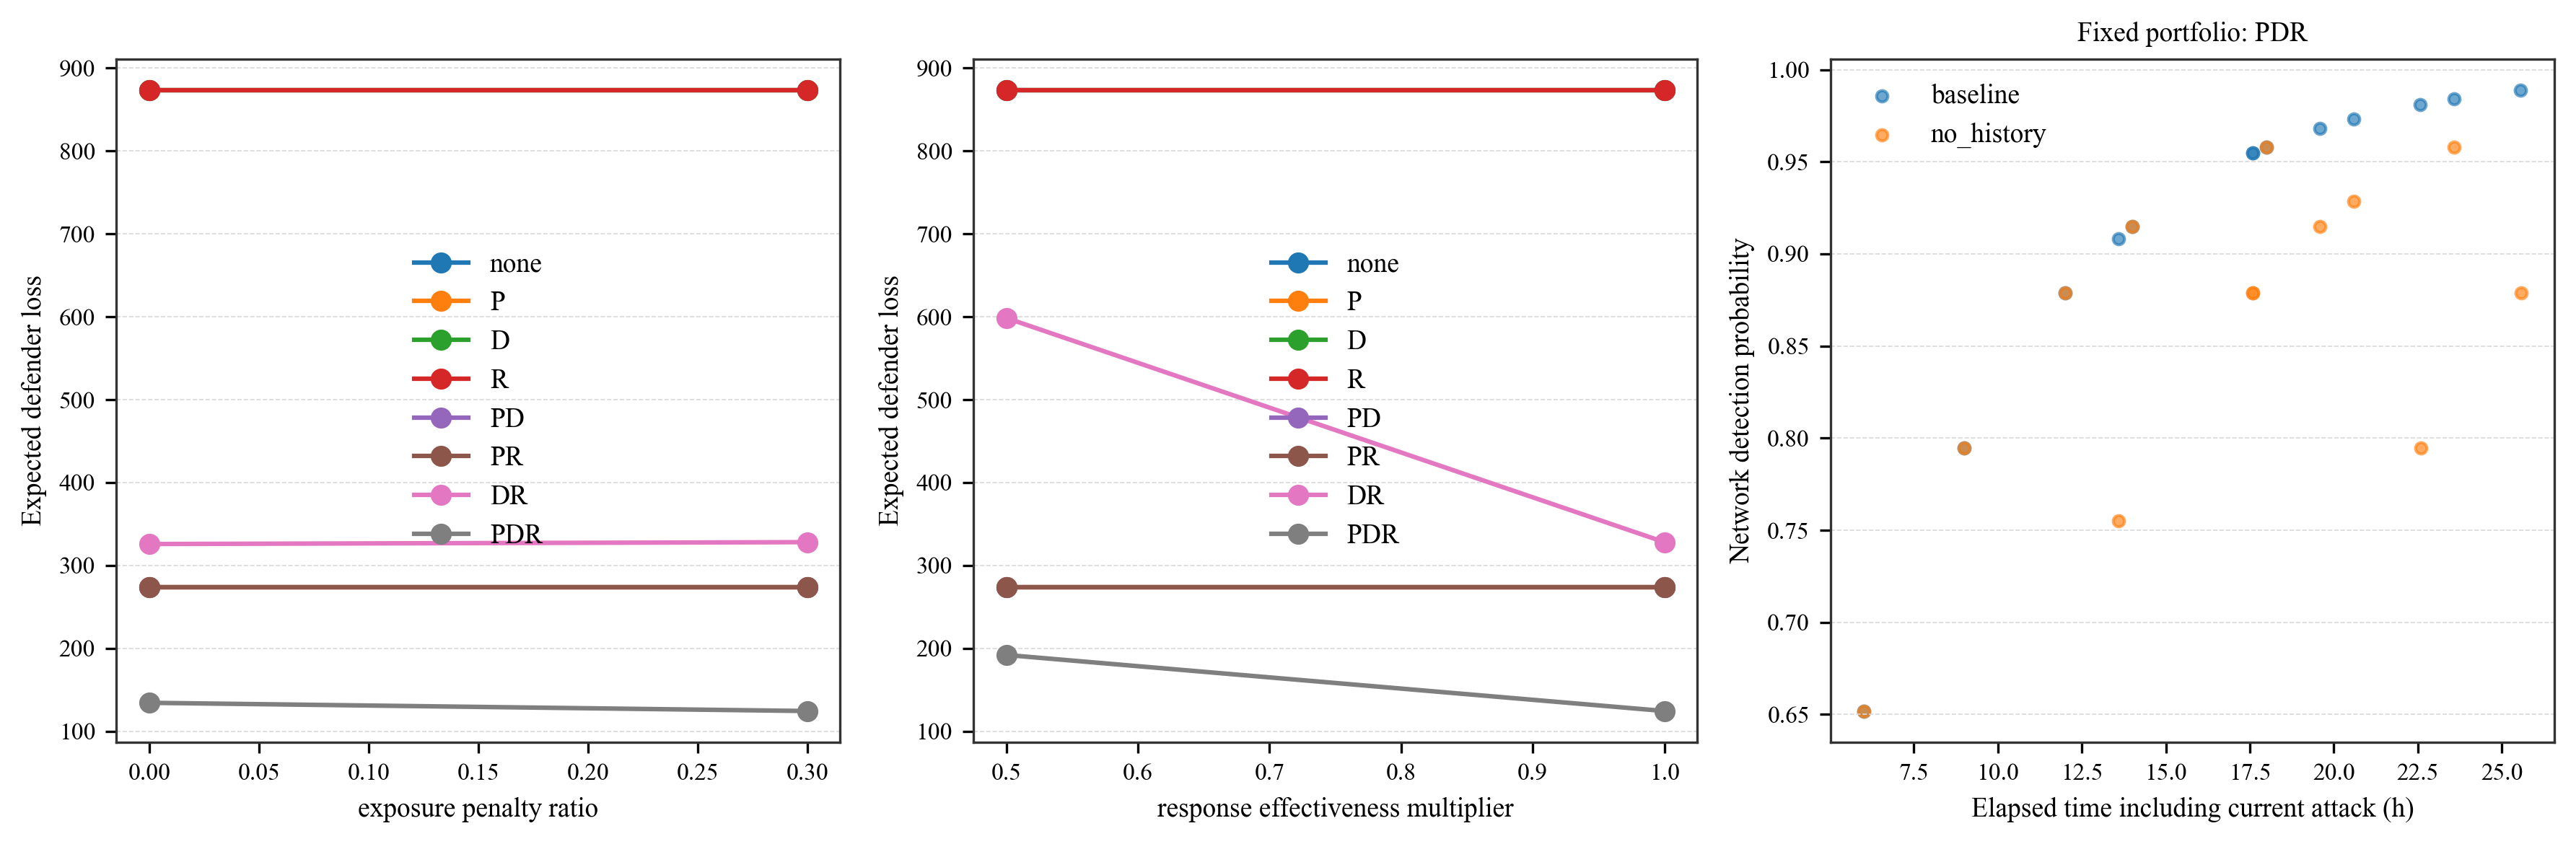 900
800
700
600
500
400
300
200
100
Expected defender loss
none
P
D
R
PD
PR
DR
PDR
0.00 0.05 0.10 0.15 0.20 0.25 0.30
exposure penalty ratio
900
800
700
600
500
400
300
200
100
Expected defender loss
none
P
D
R
PD
PR
DR
PDR
0.5 0.6 0.7 0.8 0.9 1.0
response effectiveness multiplier
Fixed portfolio: PDR
1.00
0.95
0.90
0.85
0.80
0.75
0.70
0.65
Network detection probability
baseline
no_history
7.5 10.0 12.5 15.0 17.5 20.0 22.5 25.0
Elapsed time including current attack (h)